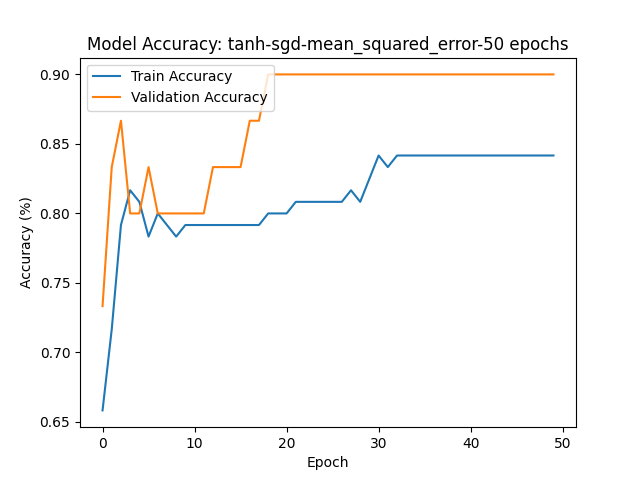 Model Accuracy: tanh-sgd-mean_squared_error-50 epochs
Train Accuracy
Validation Accuracy
Accuracy (%)
0.90
0.85
0.80
0.75
0.70
0.65
0 10 20 30 40 50
Epoch